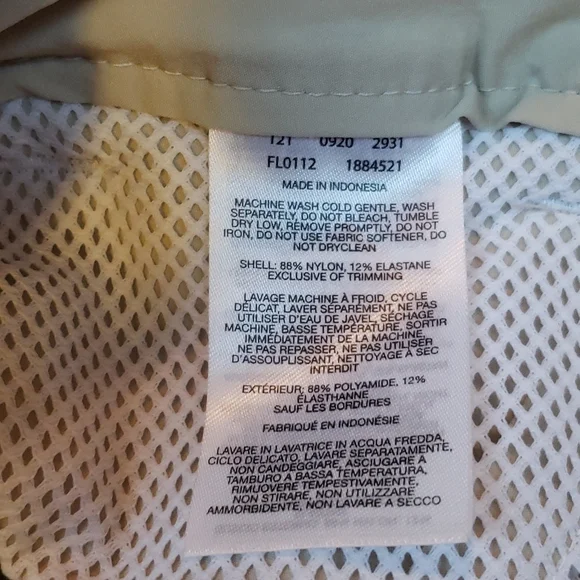 121 0920 2931
FL0112 1884521
MADE IN INDONESIA
MACHINE WASH COLD GENTLE, WASH
SEPARATELY, DO NOT BLEACH, TUMBLE
DRY LOW, REMOVE PROMPTLY, DO NOT
IRON, DO NOT USE FABRIC SOFTENER, DO
NOT DRYCLEAN
SHELL: 88% NYLON, 12% ELASTANE
EXCLUSIVE OF TRIMMING
LAVAGE MACHINE À FROID, CYCLE
DÉLICAT, LAVER SÉPARÉMENT, NE PAS
UTILISER D'EAU DE JAVEL, SÉCHAGE
MACHINE, BASSE TEMPÉRATURE, SORTIR
IMMÉDIATEMENT DE LA MACHINE,
NE PAS REPASSER, NE PAS UTILISER
D'ASSOUPLISSANT, NETTOYAGE À SEC
INTERDIT
EXTÉRIEUR: 88% POLYAMIDE, 12%
ÉLASTHANNE
SAUF LES BORDURES
FABRIQUÉ EN INDONÉSIE
LAVARE IN LAVATRICE IN ACQUA FREDDA,
CICLO DELICATO, LAVARE SEPARATAMENTE,
NON CANDEGGIARE, ASCIUGARE A
TAMBURO A BASSA TEMPERATURA,
RIMUOVERE TEMPESTIVAMENTE,
NON STIRARE, NON UTILIZZARE
AMMORBIDENTE, NON LAVARE A SECCO